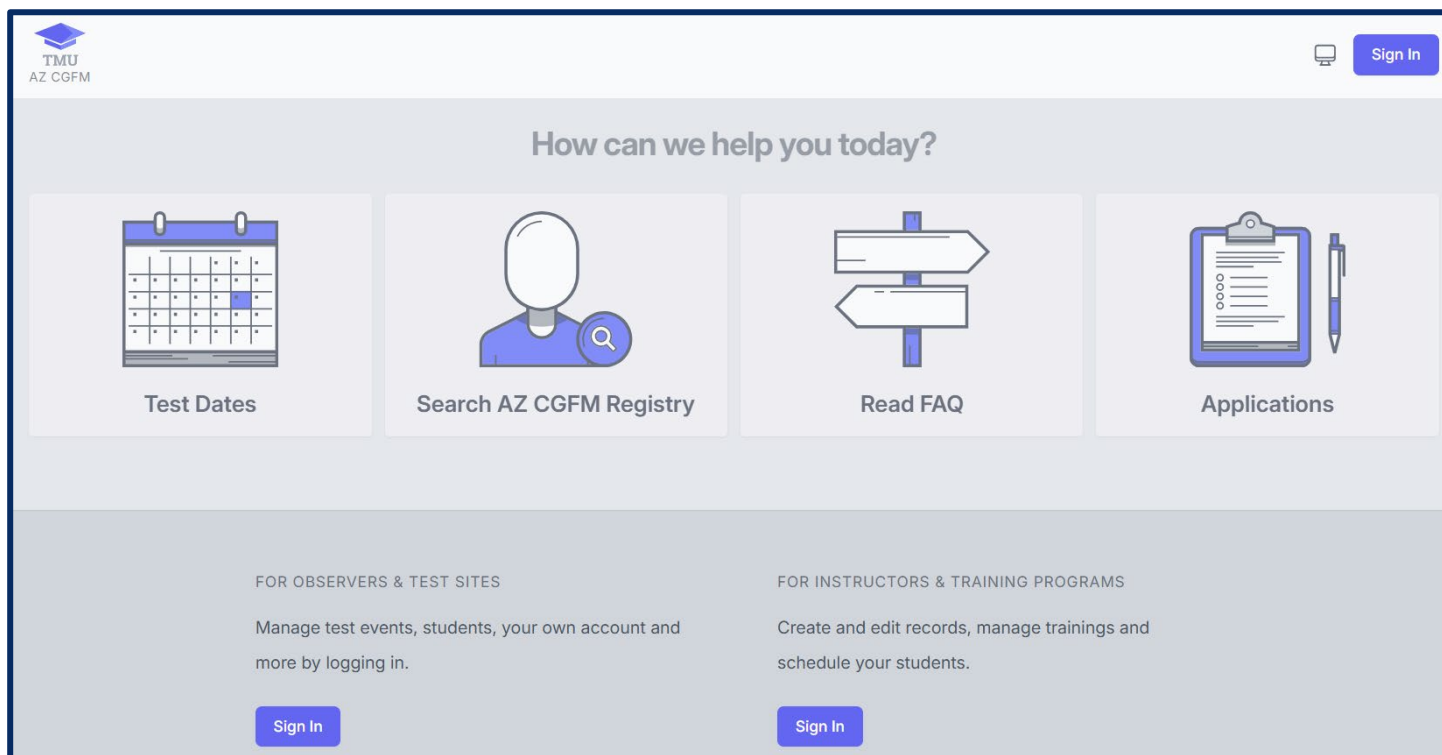 TMU
AZ CGFM
Sign In
How can we help you today?
Test Dates
Search AZ CGFM Registry
Read FAQ
Applications
FOR OBSERVERS & TEST SITES
Manage test events, students, your own account and
more by logging in.
Sign In
FOR INSTRUCTORS & TRAINING PROGRAMS
Create and edit records, manage trainings and
schedule your students.
Sign In